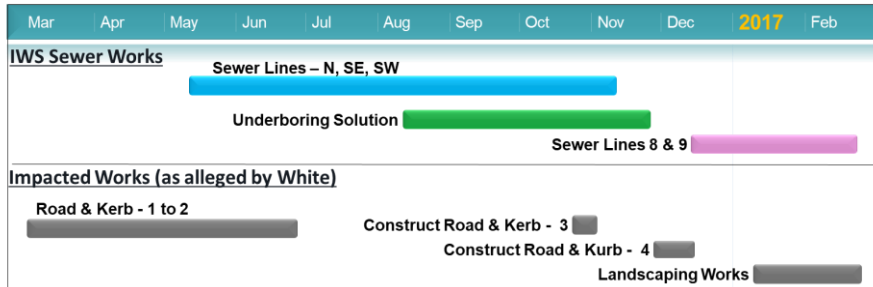 Mar Apr May Jun Jul Aug Sep Oct Nov Dec 2017 Feb
IWS Sewer Works
Sewer Lines – N, SE, SW
Underboring Solution
Sewer Lines 8 & 9
Impacted Works (as alleged by White)
Road & Kerb - 1 to 2
Construct Road & Kerb - 3
Construct Road & Kurb - 4
Landscaping Works